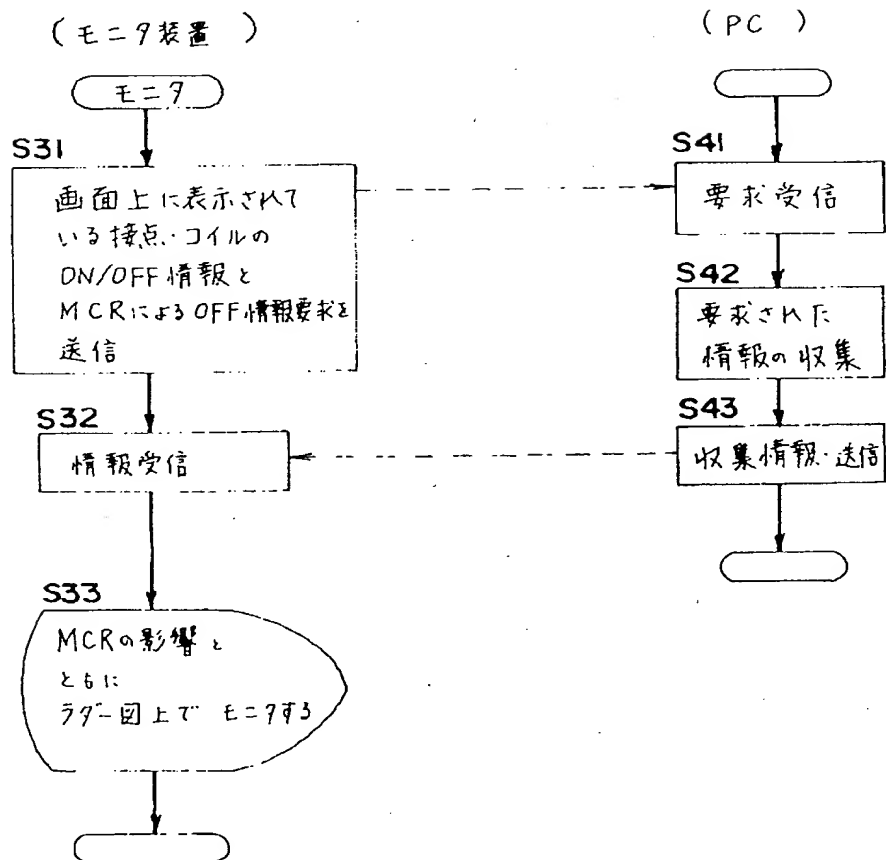 (モニタ装置)
モニタ
S31
画面上に表示されて
いる接点・コイルの
ON/OFF情報と
MCRによるOFF情報要求を
送信
S32
情報受信
S33
MCRの影響と
ともに
ラダー図上でモニタする
(PC)
S41
要求受信
S42
要求された
情報の収集
S43
収集情報・送信